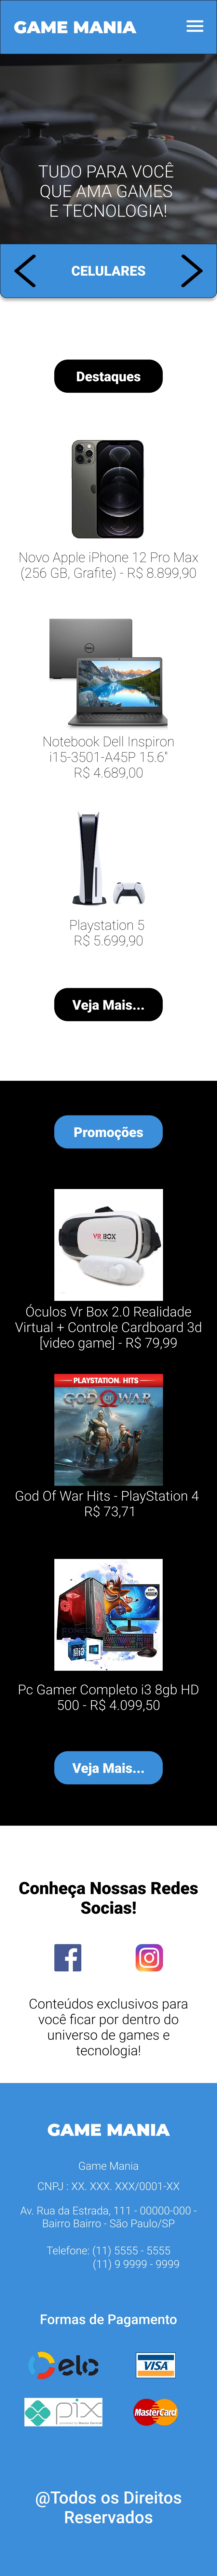 GAME MANIA
TUDO PARA VOCÊ
QUE AMA GAMES
E TECNOLOGIA!
CELULARES
Destaques
Novo Apple iPhone 12 Pro Max
(256 GB, Grafite) - R$ 8.899,90
DELL
Notebook Dell Inspiron
i15-3501-A45P 15.6"
R$ 4.689,00
Playstation 5
R$ 5.699,90
Veja Mais...
Promoções
VR BOX
Óculos Vr Box 2.0 Realidade
Virtual + Controle Cardboard 3d
[video game] - R$ 79,99
PLAYSTATION. HITS
GOD OF WAR
God Of War Hits - PlayStation 4
R$ 73,71
Pc Gamer Completo i3 8gb HD
500 - R$ 4.099,50
Veja Mais...
Conheça Nossas Redes
Socias!
Conteúdos exclusivos para
você ficar por dentro do
universo de games e
tecnologia!
GAME MANIA
Game Mania
CNPJ : XX. XXX. XXX/0001-XX
Av. Rua da Estrada, 111 - 00000-000 -
Bairro Bairro - São Paulo/SP
Telefone: (11) 5555 - 5555
(11) 9 9999 - 9999
Formas de Pagamento
elo
VISA
pix
MasterCard
@Todos os Direitos
Reservados